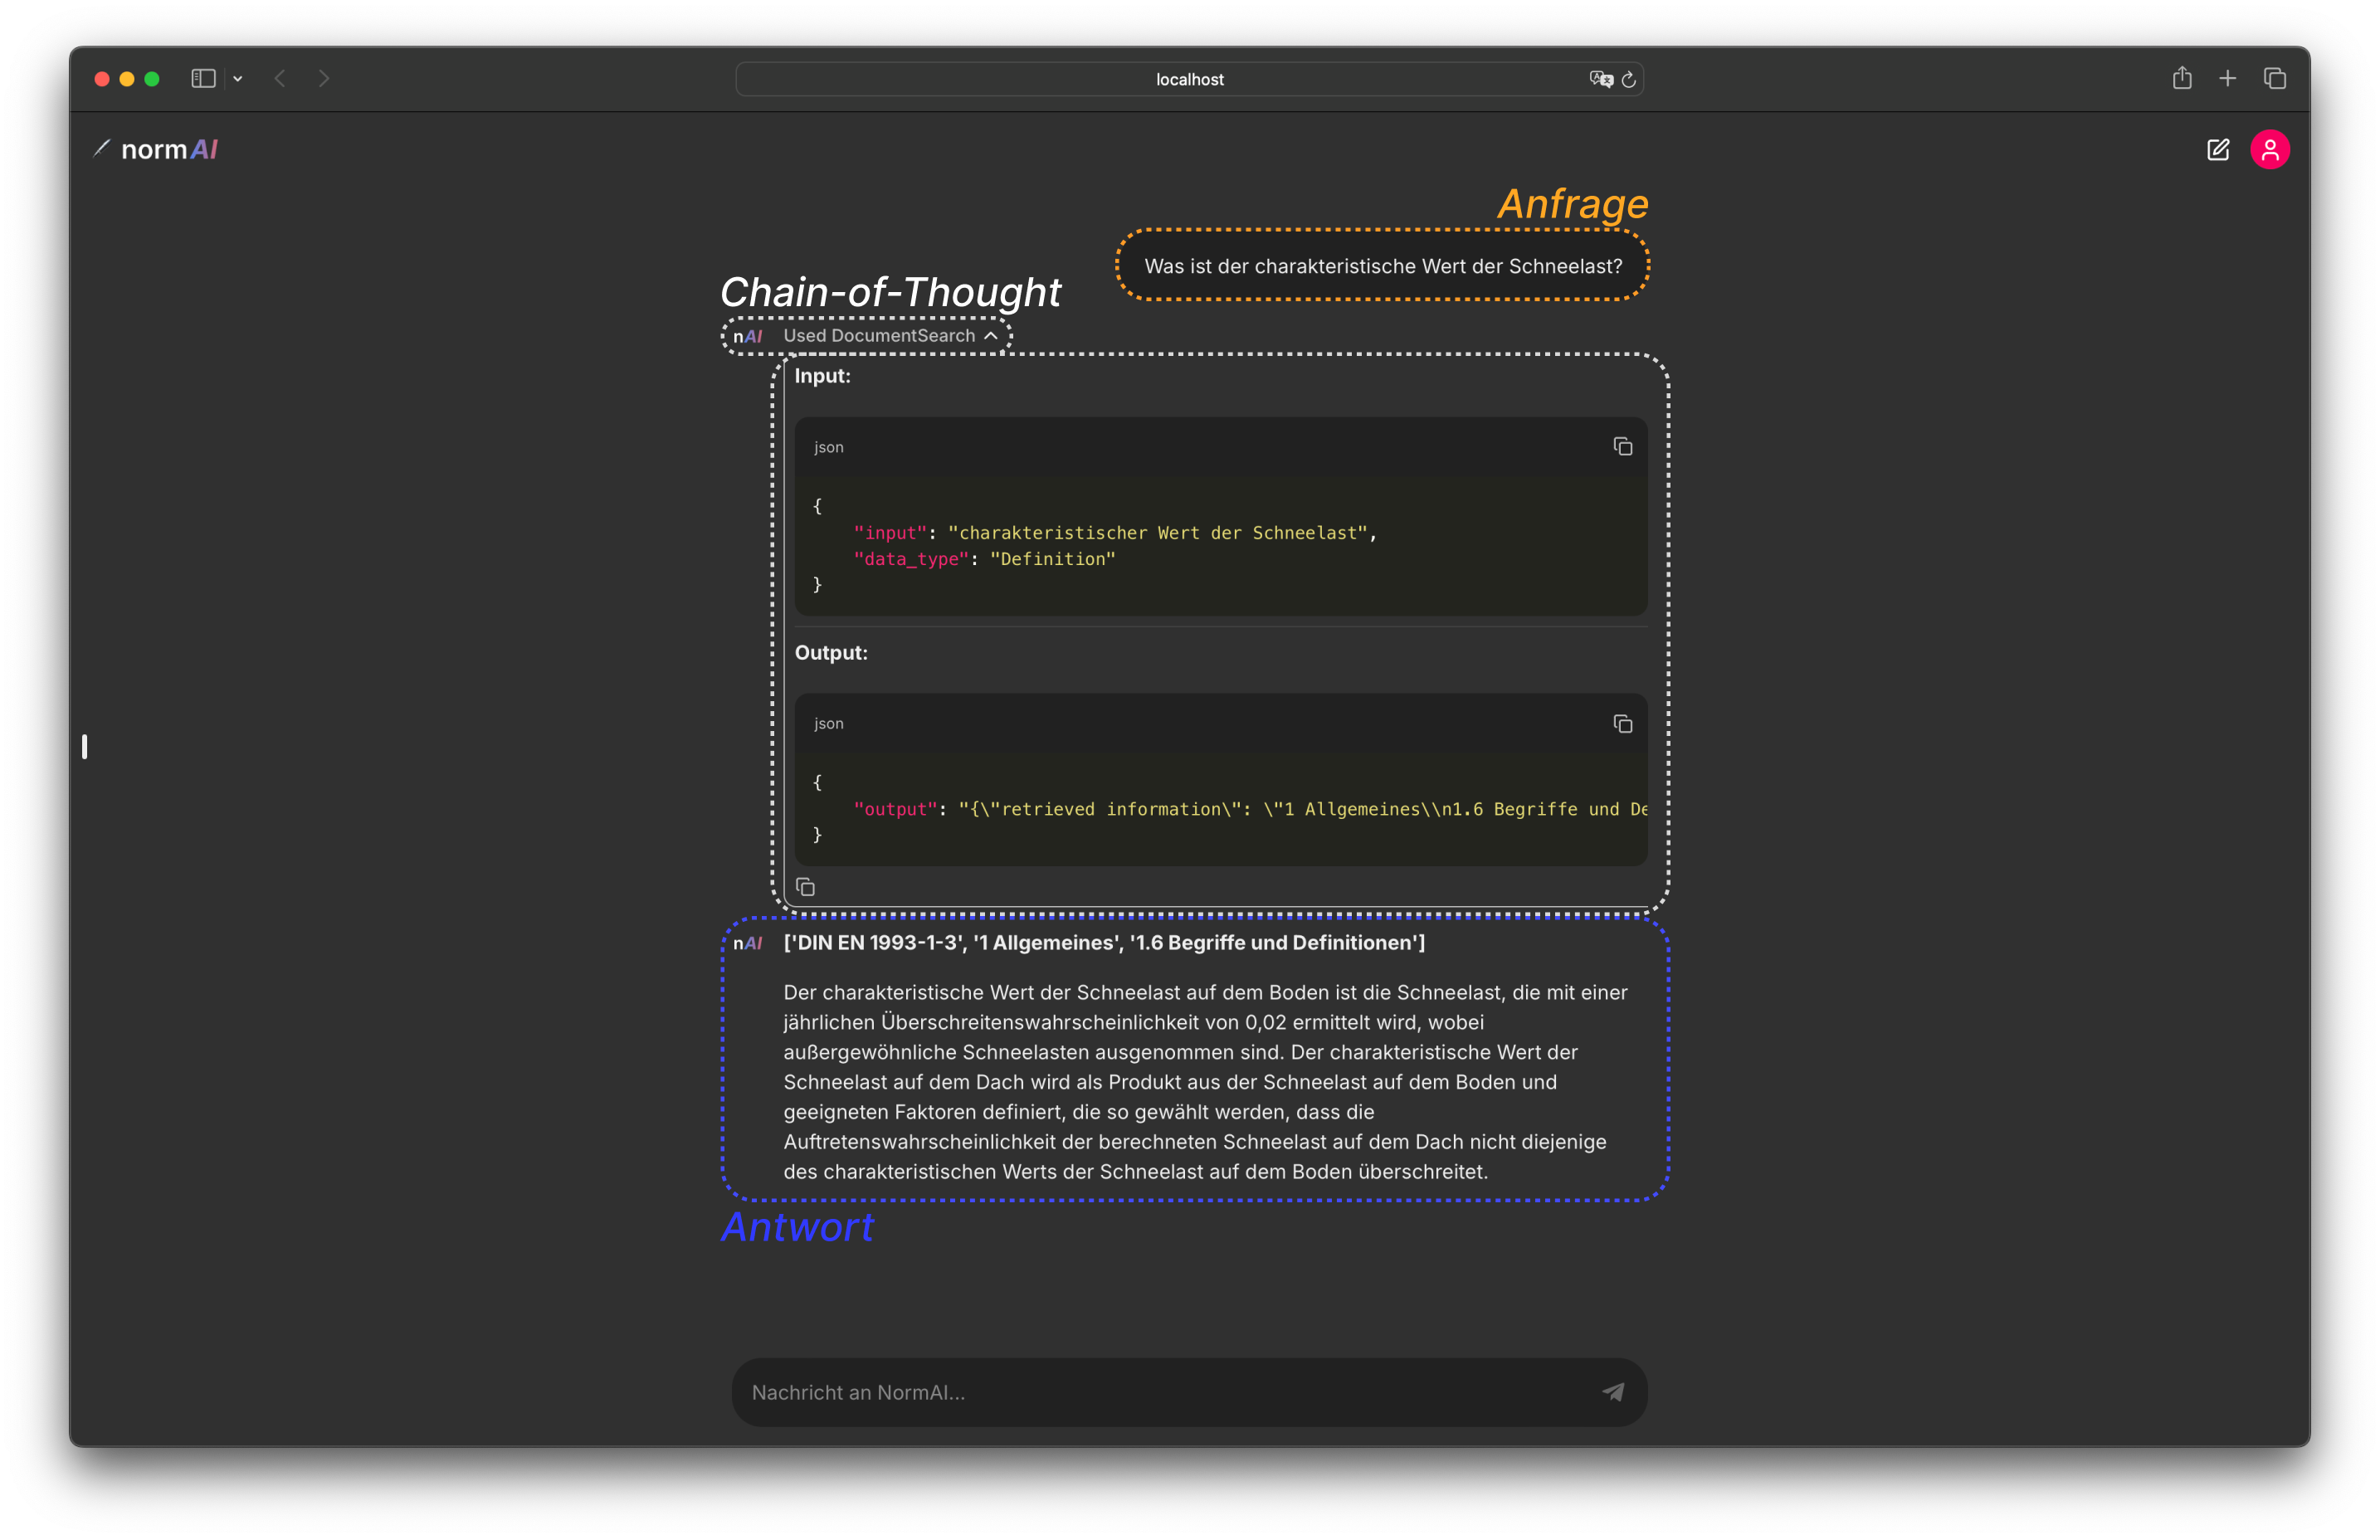 localhost
normAI
Anfrage
Was ist der charakteristische Wert der Schneelast?
Chain-of-Thought
nAI Used DocumentSearch
Input:
json
{
"input": "charakteristischer Wert der Schneelast",
"data_type": "Definition"
}
Output:
json
{
"output": "{\"retrieved information\": \"1 Allgemeines\\n1.6 Begriffe und De
}
nAI ['DIN EN 1993-1-3', '1 Allgemeines', '1.6 Begriffe und Definitionen']
Der charakteristische Wert der Schneelast auf dem Boden ist die Schneelast, die mit einer
jährlichen Überschreitenswahrscheinlichkeit von 0,02 ermittelt wird, wobei
außergewöhnliche Schneelasten ausgenommen sind. Der charakteristische Wert der
Schneelast auf dem Dach wird als Produkt aus der Schneelast auf dem Boden und
geeigneten Faktoren definiert, die so gewählt werden, dass die
Auftretenswahrscheinlichkeit der berechneten Schneelast auf dem Dach nicht diejenige
des charakteristischen Werts der Schneelast auf dem Boden überschreitet.
Antwort
Nachricht an NormAI...